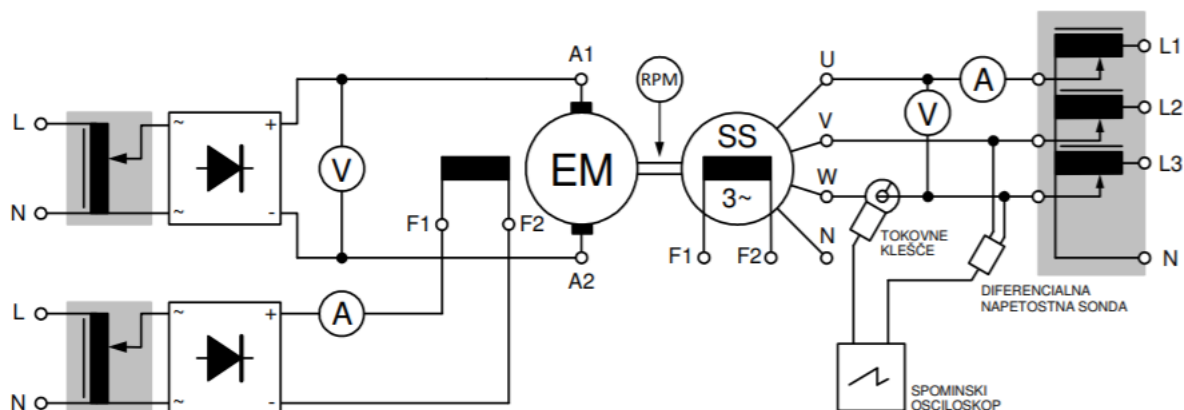 L
N
~
~
+
-
V
A1
EM
A2
F1
F2
RPM
SS
3~
F1
F2
U
V
W
N
V
A
TOKOVNE
KLEŠČE
DIFERENCIALNA
NAPETOSTNA SONDA
L1
L2
L3
N
L
N
~
~
+
-
A
SPOMINSKI
OSCILOSKOP